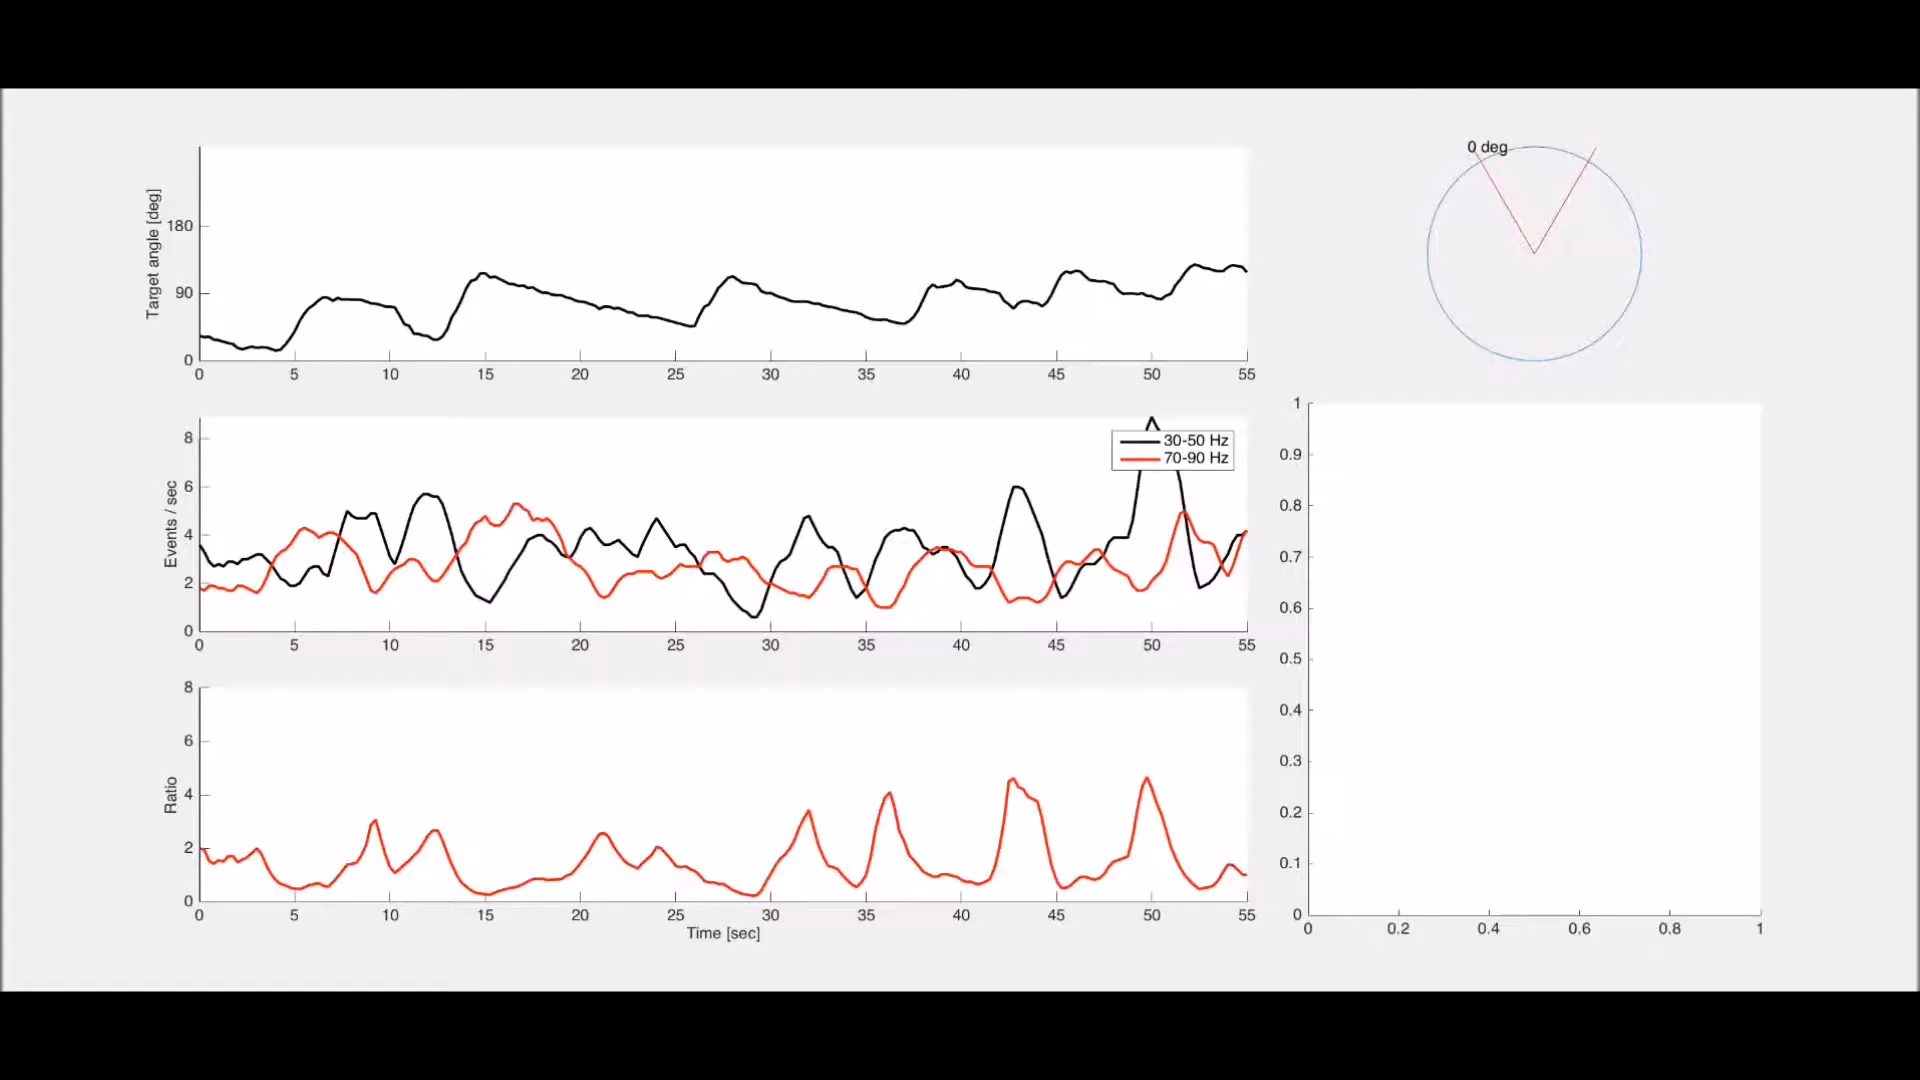 0 deg
Target angle [deg]
180
90
0
0 5 10 15 20 25 30 35 40 45 50 55
Events / sec
8
6
4
2
0
30-50 Hz
70-90 Hz
0 5 10 15 20 25 30 35 40 45 50 55
Ratio
8
6
4
2
0
0 5 10 15 20 25 30 35 40 45 50 55
Time [sec]
1
0.9
0.8
0.7
0.6
0.5
0.4
0.3
0.2
0.1
0
0 0.2 0.4 0.6 0.8 1